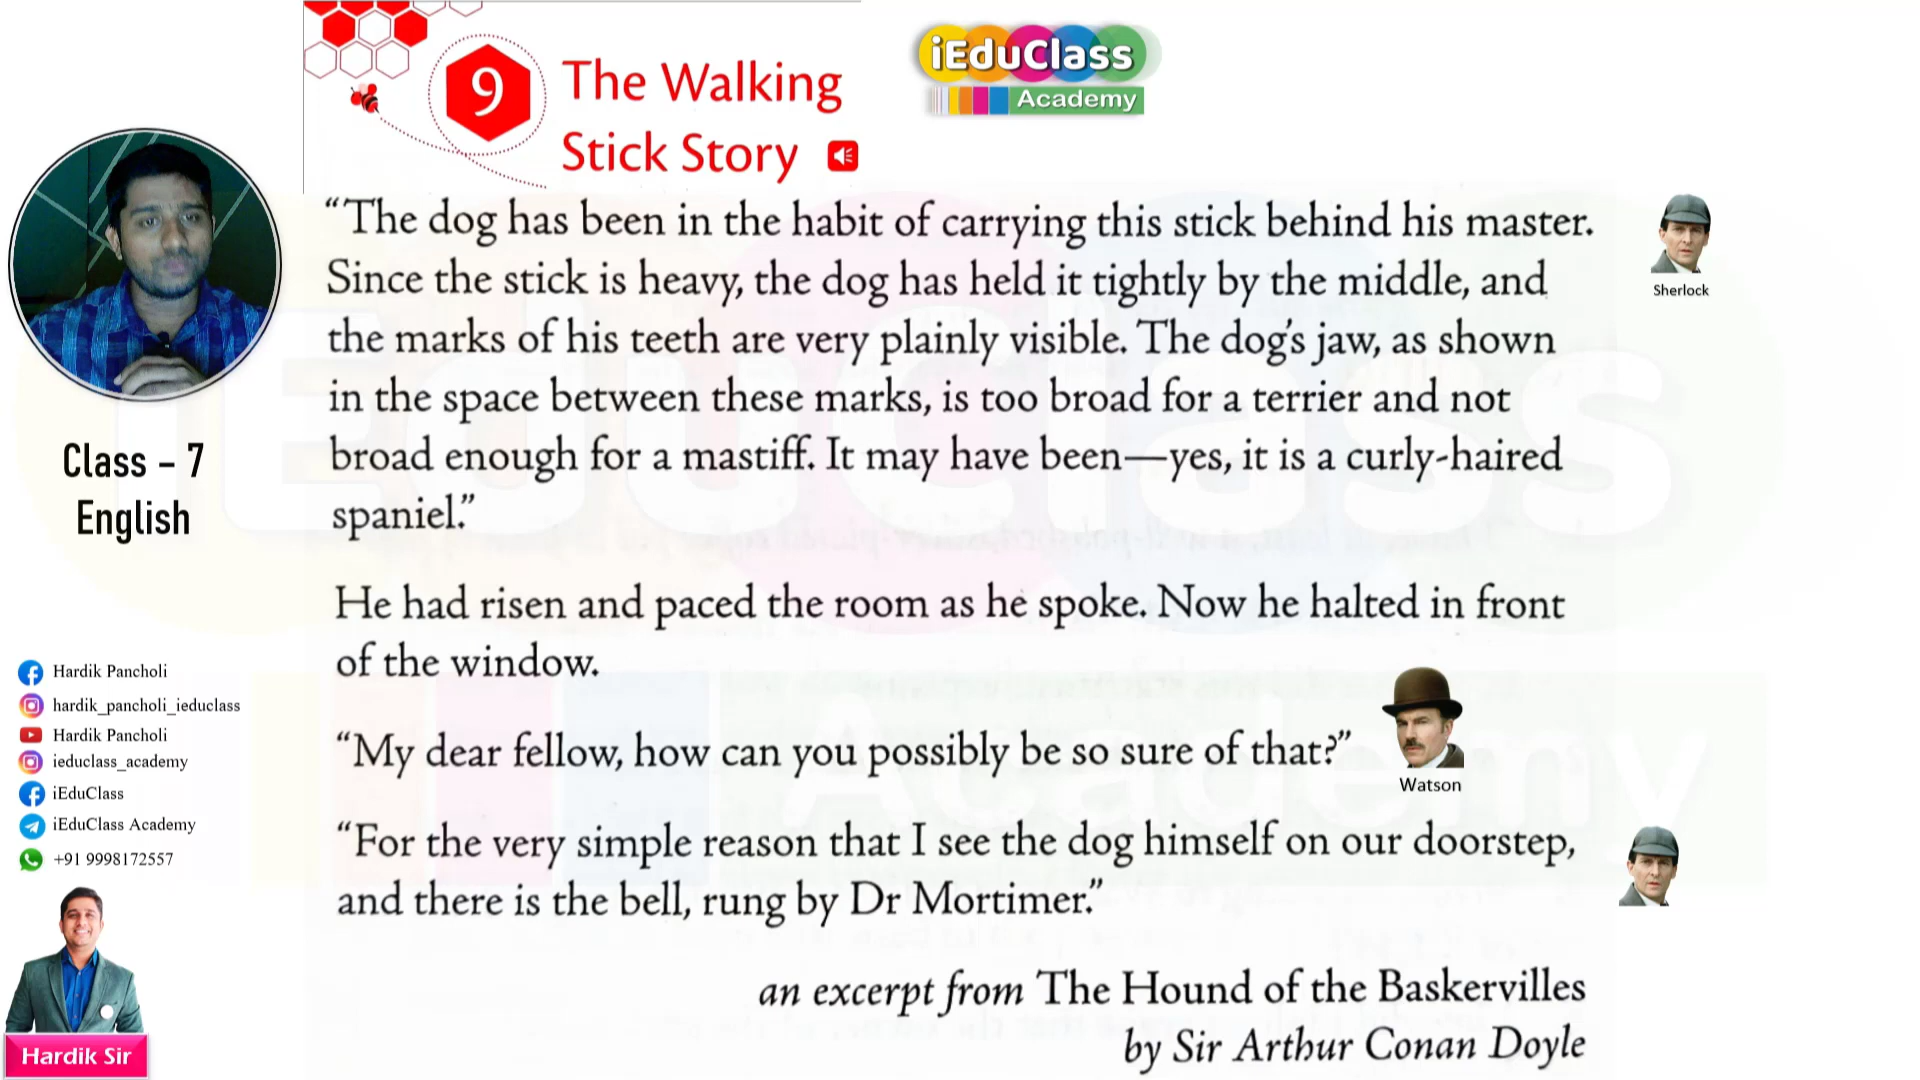 9
The Walking
Stick Story
iEduClass
Academy
“The dog has been in the habit of carrying this stick behind his master.
Since the stick is heavy, the dog has held it tightly by the middle, and
the marks of his teeth are very plainly visible. The dog's jaw, as shown
in the space between these marks, is too broad for a terrier and not
broad enough for a mastiff. It may have been—yes, it is a curly-haired
spaniel.”
Sherlock
He had risen and paced the room as he spoke. Now he halted in front
of the window.
“My dear fellow, how can you possibly be so sure of that?”
Watson
“For the very simple reason that I see the dog himself on our doorstep,
and there is the bell, rung by Dr Mortimer.”
an excerpt from The Hound of the Baskervilles
by Sir Arthur Conan Doyle
Class – 7
English
Hardik Pancholi
hardik_pancholi_ieduclass
Hardik Pancholi
ieduclass_academy
iEduClass
iEduClass Academy
+91 9998172557
Hardik Sir
iEduClass
Academy